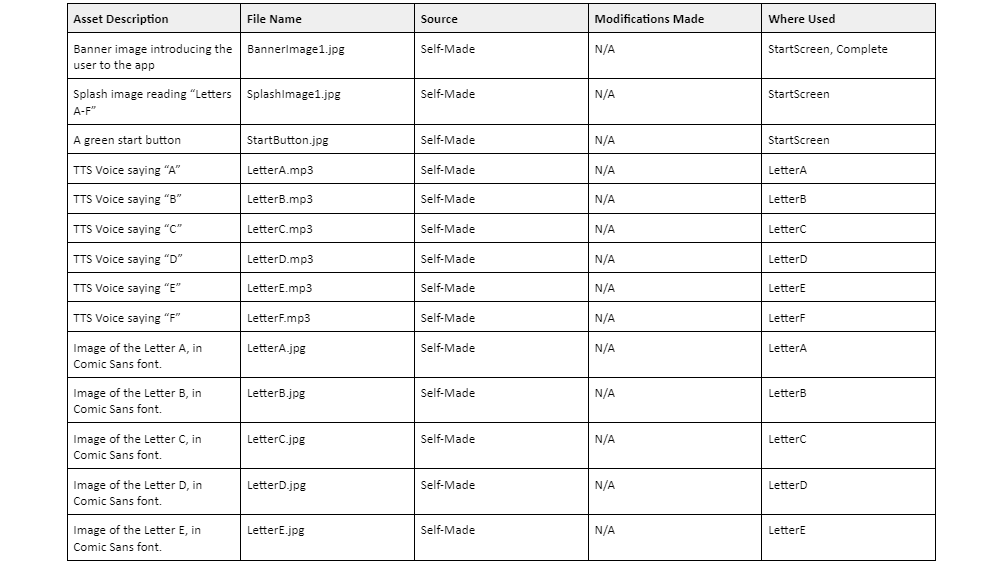 Asset Description File Name Source Modifications Made Where Used
Banner image introducing the BannerImage1.jpg Self-Made N/A StartScreen, Complete
user to the app
Splash image reading “Letters SplashImage1.jpg Self-Made N/A StartScreen
A-F”
A green start button StartButton.jpg Self-Made N/A StartScreen
TTS Voice saying “A” LetterA.mp3 Self-Made N/A LetterA
TTS Voice saying “B” LetterB.mp3 Self-Made N/A LetterB
TTS Voice saying “C” LetterC.mp3 Self-Made N/A LetterC
TTS Voice saying “D” LetterD.mp3 Self-Made N/A LetterD
TTS Voice saying “E” LetterE.mp3 Self-Made N/A LetterE
TTS Voice saying “F” LetterF.mp3 Self-Made N/A LetterF
Image of the Letter A, in LetterA.jpg Self-Made N/A LetterA
Comic Sans font.
Image of the Letter B, in LetterB.jpg Self-Made N/A LetterB
Comic Sans font.
Image of the Letter C, in LetterC.jpg Self-Made N/A LetterC
Comic Sans font.
Image of the Letter D, in LetterD.jpg Self-Made N/A LetterD
Comic Sans font.
Image of the Letter E, in LetterE.jpg Self-Made N/A LetterE
Comic Sans font.